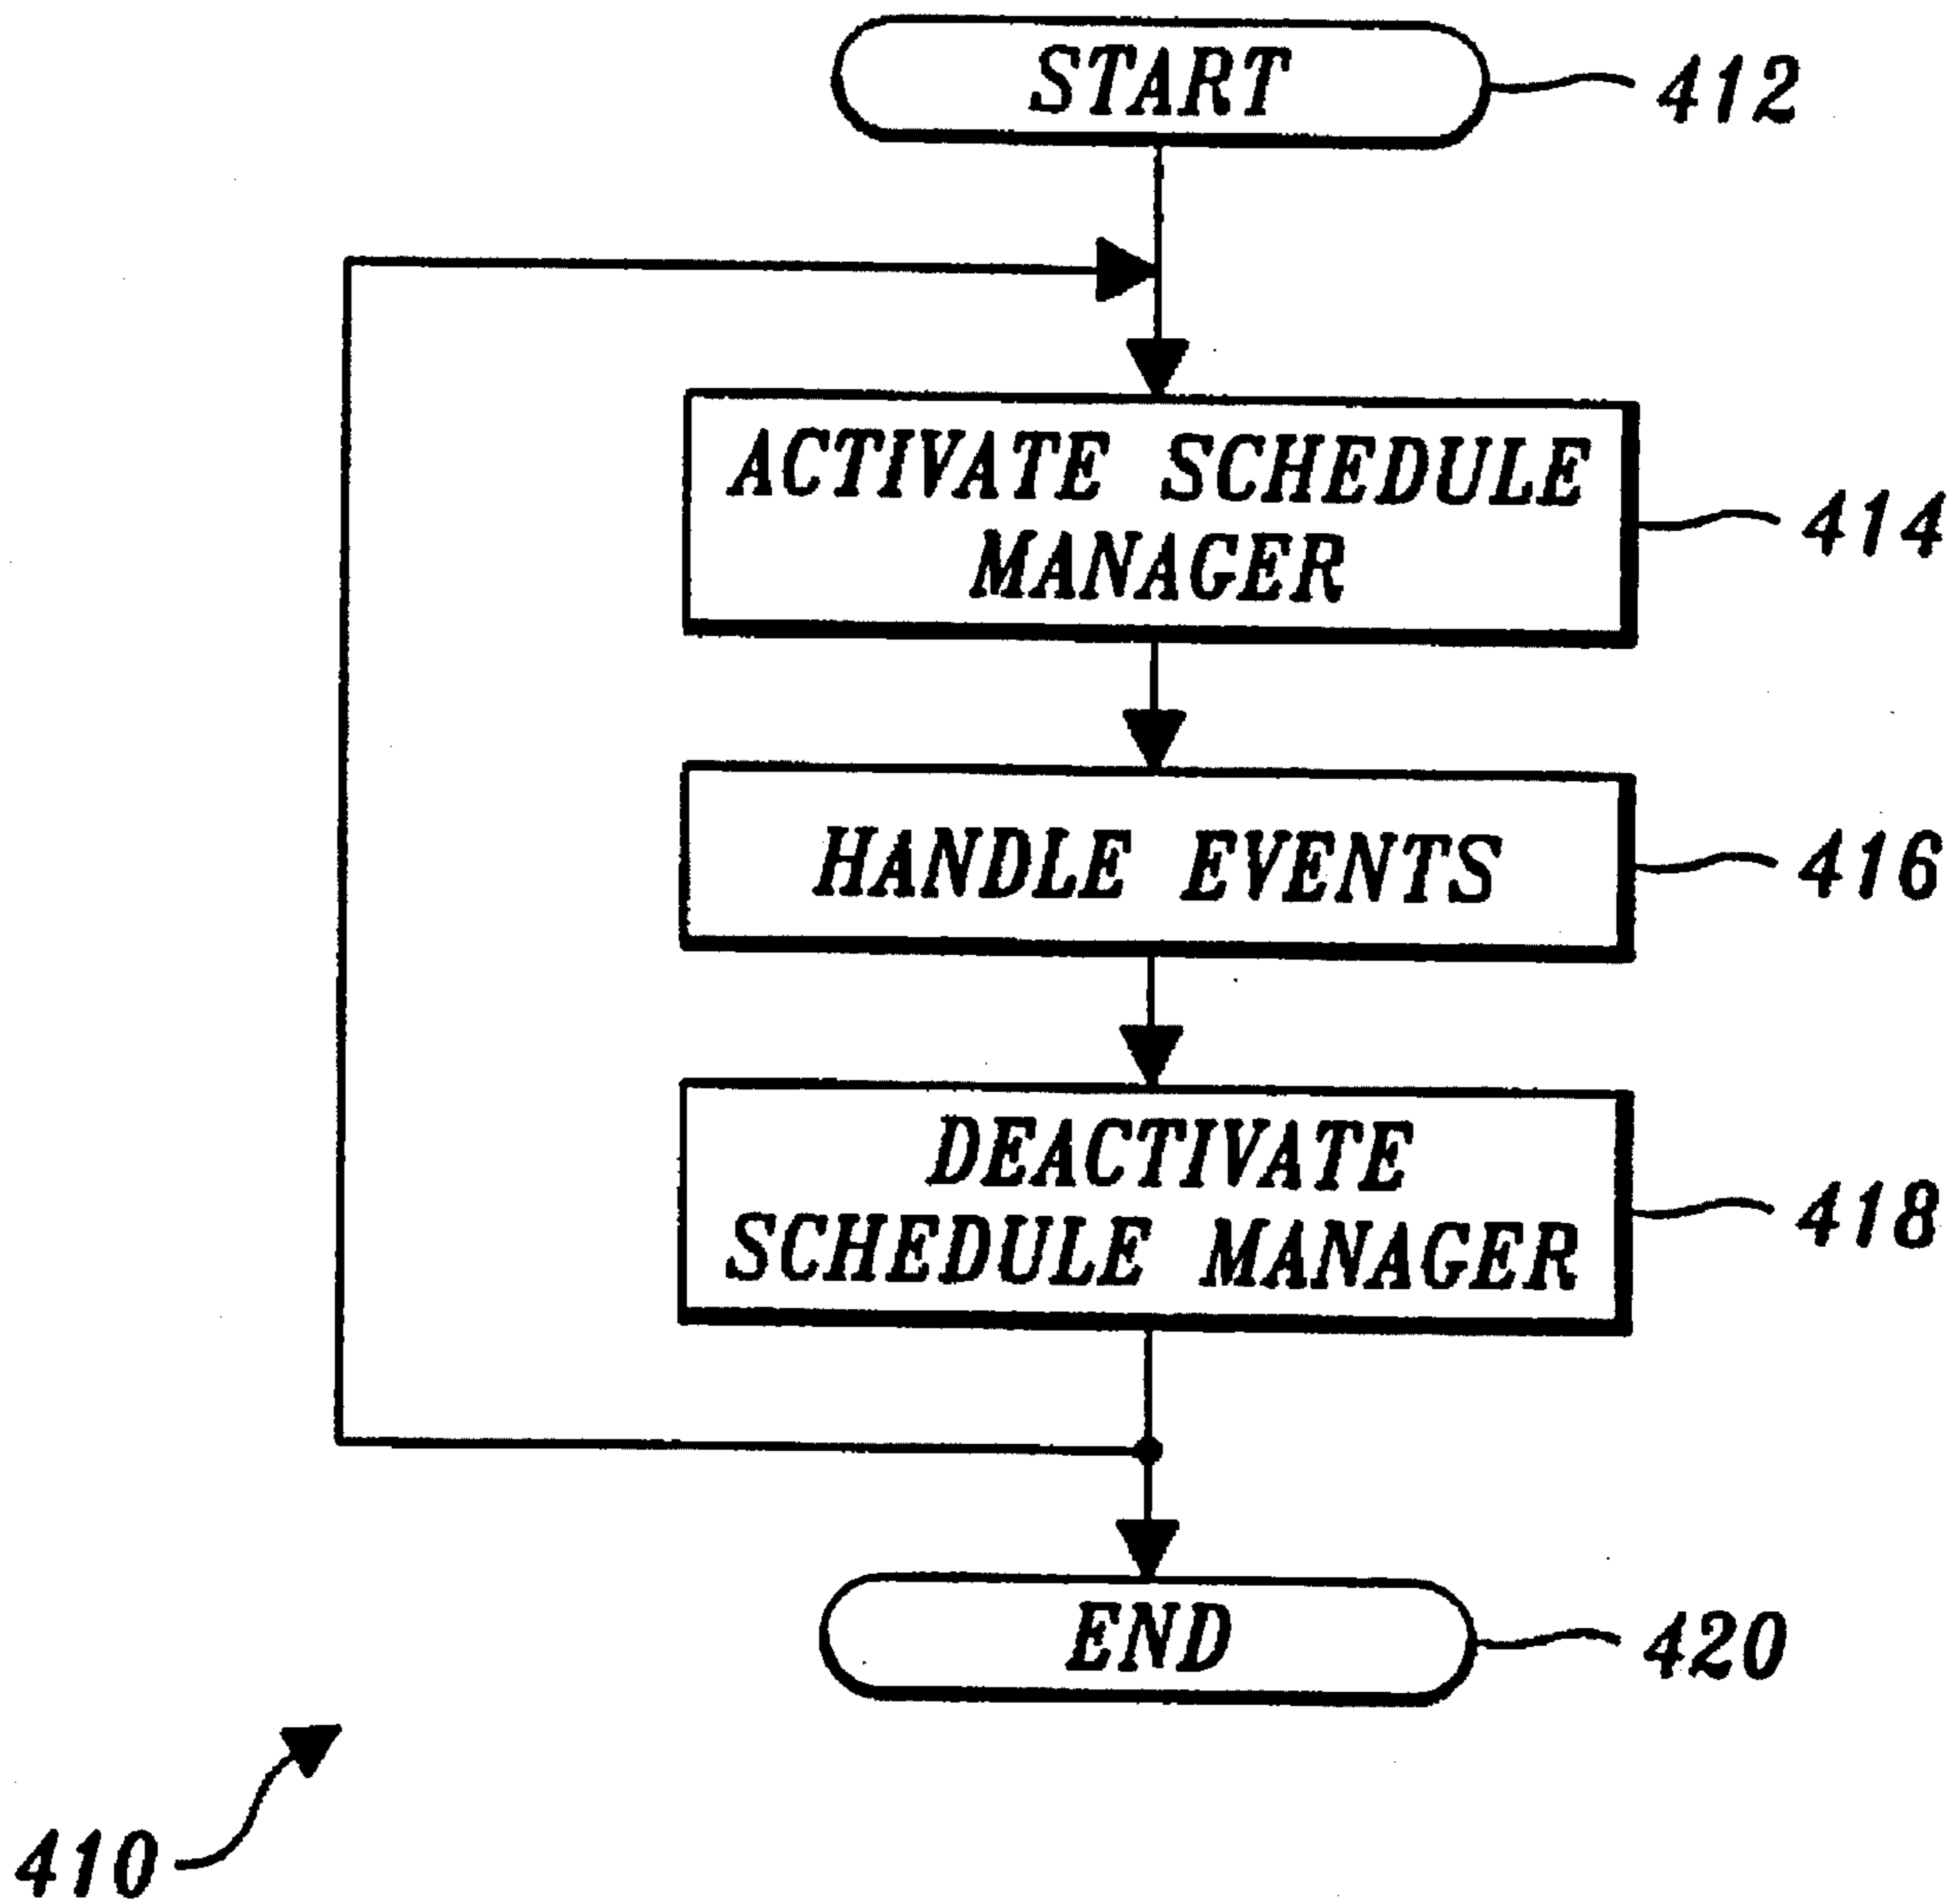 START
412
ACTIVATE SCHEDULE
MANAGER
414
HANDLE EVENTS
416
DEACTIVATE
SCHEDULE MANAGER
418
END
420
410